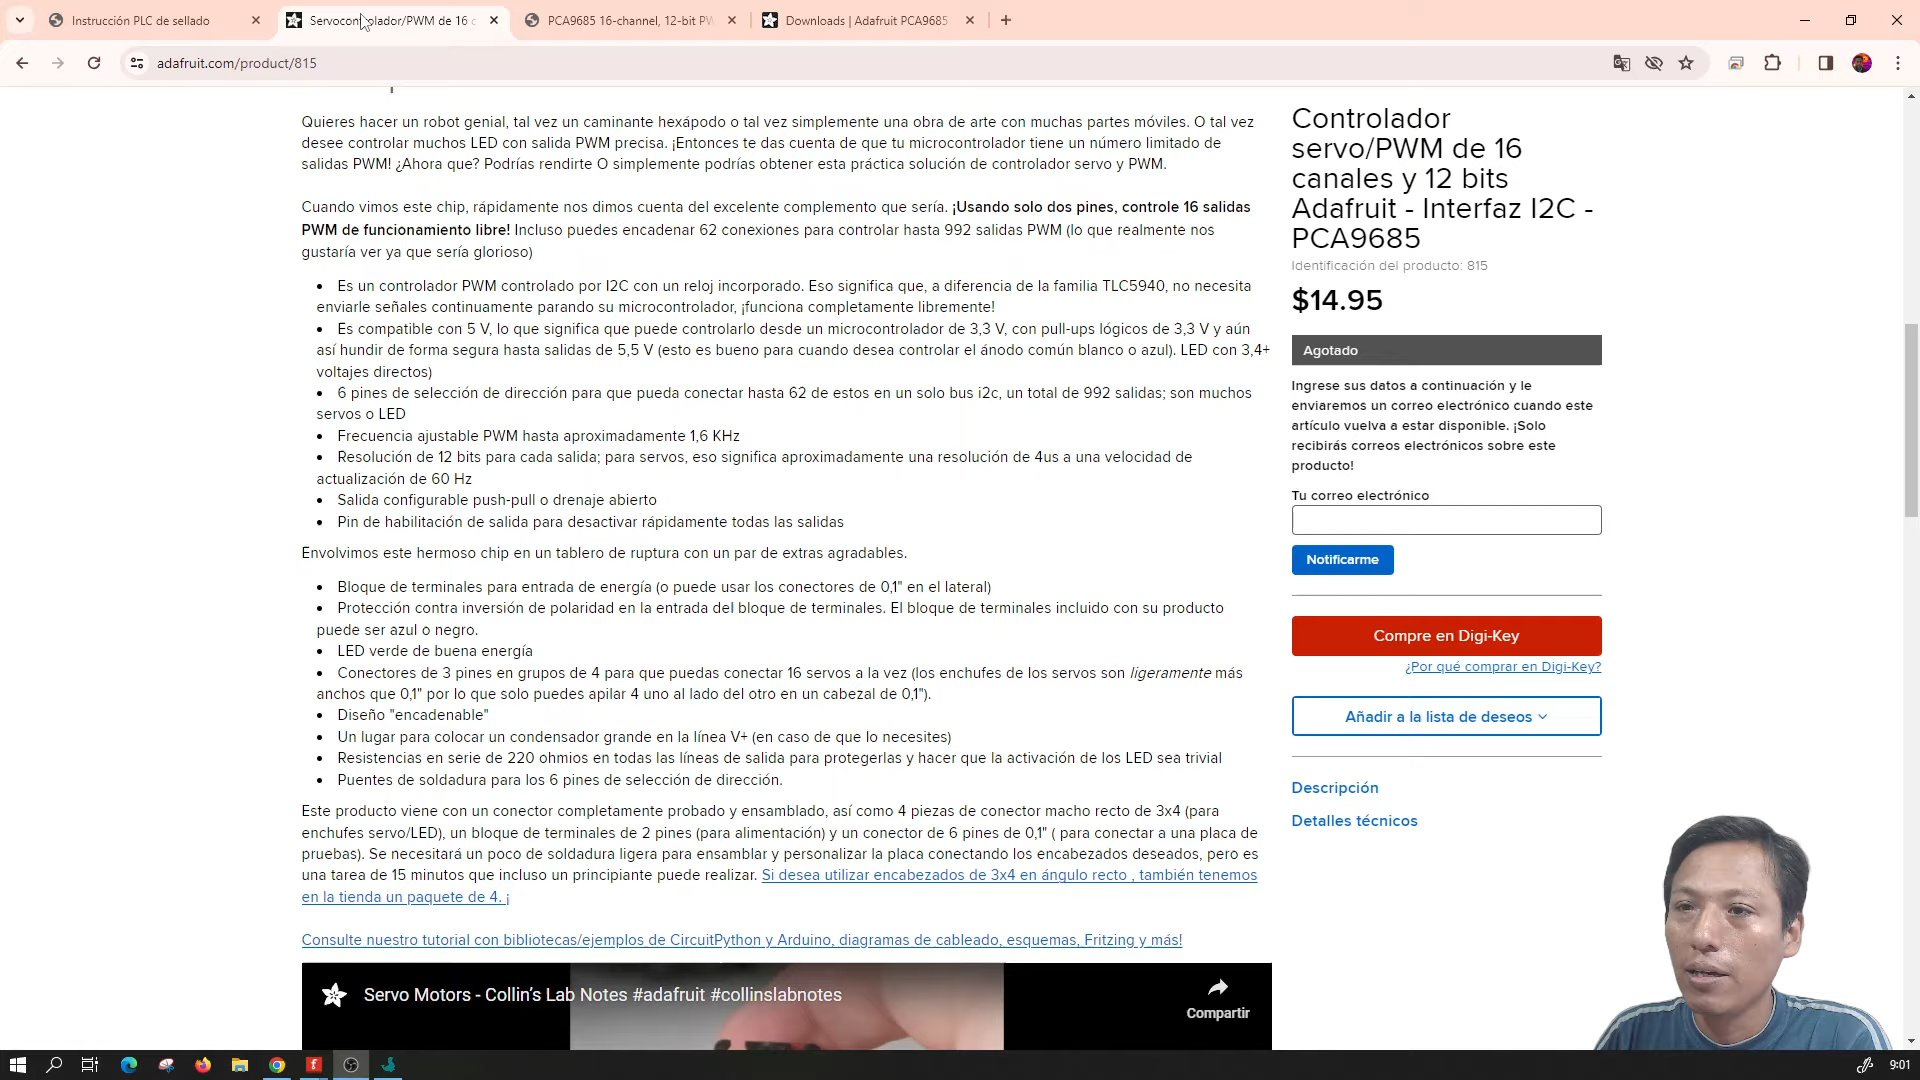 Instrucción PLC de sellado
Servocontrolador/PWM de 16 c
PCA9685 16-channel, 12-bit PW
Downloads | Adafruit PCA9685
adafruit.com/product/815
Quieres hacer un robot genial, tal vez un caminante hexápodo o tal vez simplemente una obra de arte con muchas partes móviles. O tal vez
desee controlar muchos LED con salida PWM precisa. ¡Entonces te das cuenta de que tu microcontrolador tiene un número limitado de
salidas PWM! ¿Ahora que? Podrías rendirte O simplemente podrías obtener esta práctica solución de controlador servo y PWM.
Cuando vimos este chip, rápidamente nos dimos cuenta del excelente complemento que sería. ¡Usando solo dos pines, controle 16 salidas
PWM de funcionamiento libre! Incluso puedes encadenar 62 conexiones para controlar hasta 992 salidas PWM (lo que realmente nos
gustaría ver ya que sería glorioso)
• Es un controlador PWM controlado por I2C con un reloj incorporado. Eso significa que, a diferencia de la familia TLC5940, no necesita
enviarle señales continuamente parando su microcontrolador, ¡funciona completamente libremente!
• Es compatible con 5 V, lo que significa que puede controlarlo desde un microcontrolador de 3,3 V, con pull-ups lógicos de 3,3 V y aún
así hundir de forma segura hasta salidas de 5,5 V (esto es bueno para cuando desea controlar el ánodo común blanco o azul). LED con 3,4+
voltajes directos)
• 6 pines de selección de dirección para que pueda conectar hasta 62 de estos en un solo bus i2c, un total de 992 salidas; son muchos
servos o LED
• Frecuencia ajustable PWM hasta aproximadamente 1,6 KHz
• Resolución de 12 bits para cada salida; para servos, eso significa aproximadamente una resolución de 4us a una velocidad de
actualización de 60 Hz
• Salida configurable push-pull o drenaje abierto
• Pin de habilitación de salida para desactivar rápidamente todas las salidas
Envolvimos este hermoso chip en un tablero de ruptura con un par de extras agradables.
• Bloque de terminales para entrada de energía (o puede usar los conectores de 0,1" en el lateral)
• Protección contra inversión de polaridad en la entrada del bloque de terminales. El bloque de terminales incluido con su producto
puede ser azul o negro.
• LED verde de buena energía
• Conectores de 3 pines en grupos de 4 para que puedas conectar 16 servos a la vez (los enchufes de los servos son ligeramente más
anchos que 0,1" por lo que solo puedes apilar 4 uno al lado del otro en un cabezal de 0,1").
• Diseño "encadenable"
• Un lugar para colocar un condensador grande en la línea V+ (en caso de que lo necesites)
• Resistencias en serie de 220 ohmios en todas las líneas de salida para protegerlas y hacer que la activación de los LED sea trivial
• Puentes de soldadura para los 6 pines de selección de dirección.
Este producto viene con un conector completamente probado y ensamblado, así como 4 piezas de conector macho recto de 3x4 (para
enchufes servo/LED), un bloque de terminales de 2 pines (para alimentación) y un conector de 6 pines de 0,1" ( para conectar a una placa de
pruebas). Se necesitará un poco de soldadura ligera para ensamblar y personalizar la placa conectando los encabezados deseados, pero es
una tarea de 15 minutos que incluso un principiante puede realizar. Si desea utilizar encabezados de 3x4 en ángulo recto , también tenemos
en la tienda un paquete de 4. ¡
Consulte nuestro tutorial con bibliotecas/ejemplos de CircuitPython y Arduino, diagramas de cableado, esquemas, Fritzing y más!
Servo Motors - Collin's Lab Notes #adafruit #collinslabnotes
Compartir
Controlador
servo/PWM de 16
canales y 12 bits
Adafruit - Interfaz I2C -
PCA9685
Identificación del producto: 815
$14.95
Agotado
Ingrese sus datos a continuación y le
enviaremos un correo electrónico cuando este
artículo vuelva a estar disponible. ¡Solo
recibirás correos electrónicos sobre este
producto!
Tu correo electrónico
Notificarme
Compre en Digi-Key
¿Por qué comprar en Digi-Key?
Añadir a la lista de deseos
Descripción
Detalles técnicos
9:01